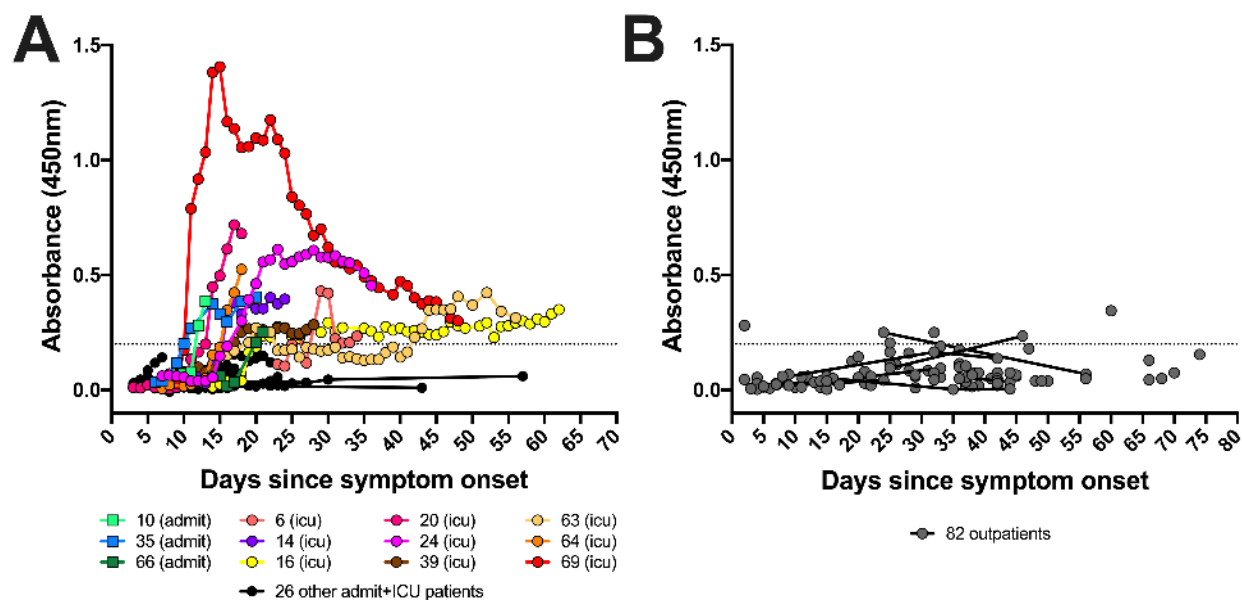 A
B
1.5
1.0
0.5
0.0
Absorbance (450nm)
0 5 10 15 20 25 30 35 40 45 50 55 60 65 70
Days since symptom onset
1.5
1.0
0.5
0.0
Absorbance (450nm)
0 5 10 15 20 25 30 35 40 45 50 55 60 65 70 75 80
Days since symptom onset
10 (admit) 6 (icu) 20 (icu) 63 (icu)
35 (admit) 14 (icu) 24 (icu) 64 (icu)
66 (admit) 16 (icu) 39 (icu) 69 (icu)
26 other admit+ICU patients
82 outpatients